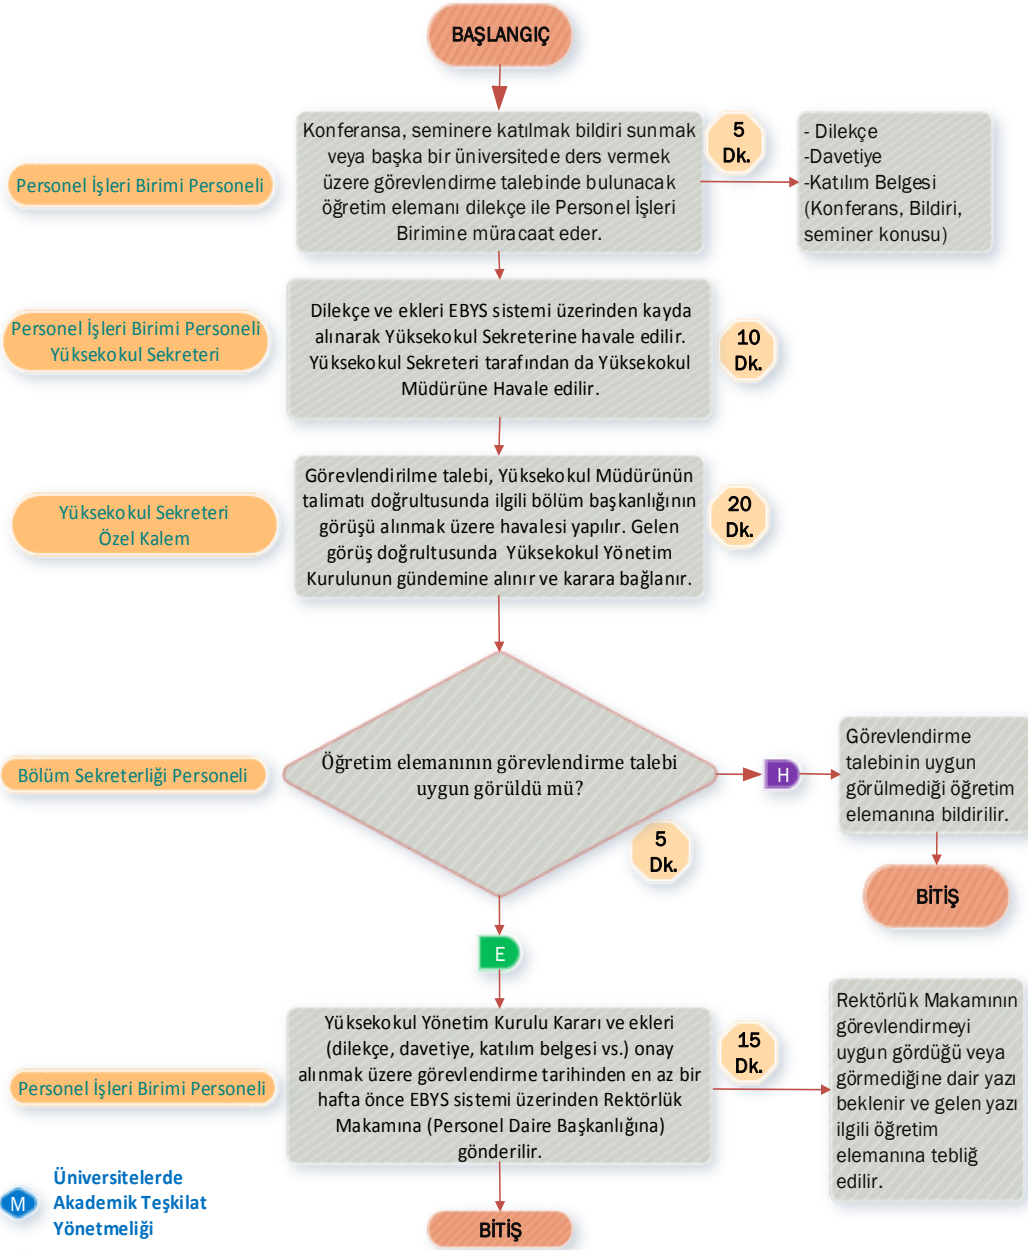 BAŞLANGIÇ
Personel İşleri Birimi Personeli
Konferansa, seminere katılmak bildiri sunmak
veya başka bir üniversitede ders vermek
üzere görevlendirme talebinde bulunacak
öğretim elemanı dilekçe ile Personel İşleri
Birimine müracaat eder.
5
Dk.
- Dilekçe
-Davetiye
-Katılım Belgesi
(Konferans, Bildiri,
seminer konusu)
Personel İşleri Birimi Personeli
Yüksekokul Sekreteri
Dilekçe ve ekleri EBYS sistemi üzerinden kayda
alınarak Yüksekokul Sekreterine havale edilir.
Yüksekokul Sekreteri tarafından da Yüksekokul
Müdürüne Havale edilir.
10
Dk.
Yüksekokul Sekreteri
Özel Kalem
Görevlendirilme talebi, Yüksekokul Müdürünün
talimatı doğrultusunda ilgili bölüm başkanlığının
görüşü alınmak üzere havalesi yapılır. Gelen
görüş doğrultusunda Yüksekokul Yönetim
Kurulunun gündemine alınır ve karara bağlanır.
20
Dk.
Bölüm Sekreterliği Personeli
Öğretim elemanının görevlendirme talebi
uygun görüldü mü?
5
Dk.
H
Görevlendirme
talebinin uygun
görülmediği öğretim
elemanına bildirilir.
BİTİŞ
E
Personel İşleri Birimi Personeli
Yüksekokul Yönetim Kurulu Kararı ve ekleri
(dilekçe, davetiye, katılım belgesi vs.) onay
alınmak üzere görevlendirme tarihinden en az bir
hafta önce EBYS sistemi üzerinden Rektörlük
Makamına (Personel Daire Başkanlığına)
gönderilir.
15
Dk.
Rektörlük Makamının
görevlendirmeyi
uygun gördüğü veya
görmediğine dair yazı
beklenir ve gelen yazı
ilgili öğretim
elemanına tebliğ
edilir.
M
Üniversitelerde
Akademik Teşkilat
Yönetmeliği
BİTİŞ